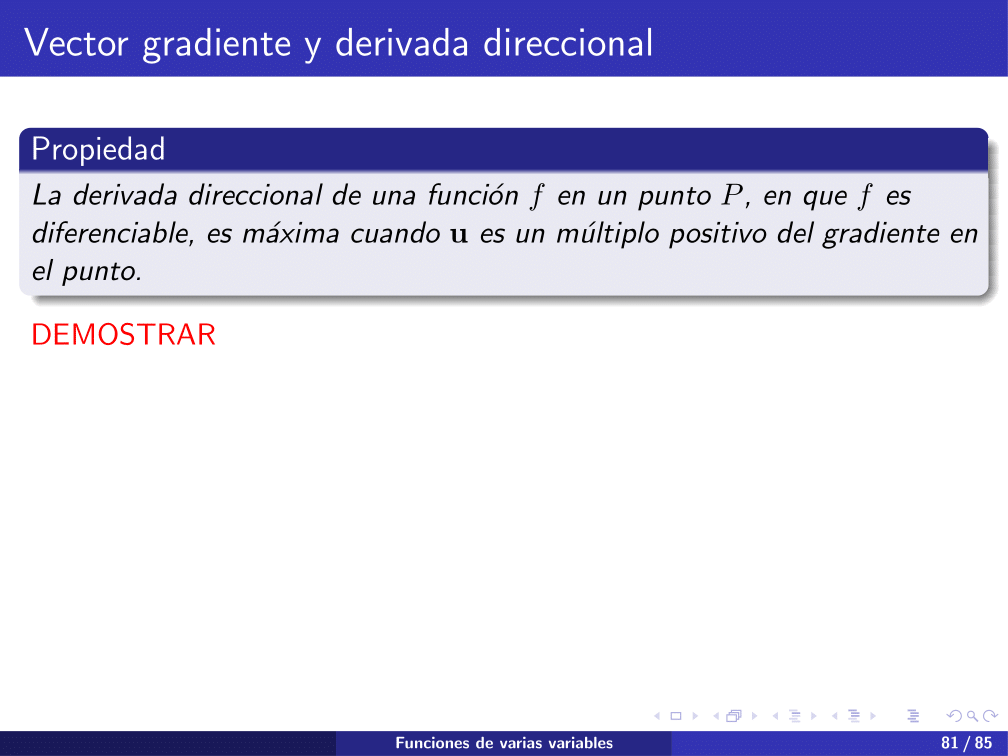 Vector gradiente y derivada direccional
Propiedad
La derivada direccional de una función f en un punto P, en que f es
diferenciable, es máxima cuando u es un múltiplo positivo del gradiente en
el punto.
DEMOSTRAR
Funciones de varias variables
81 / 85